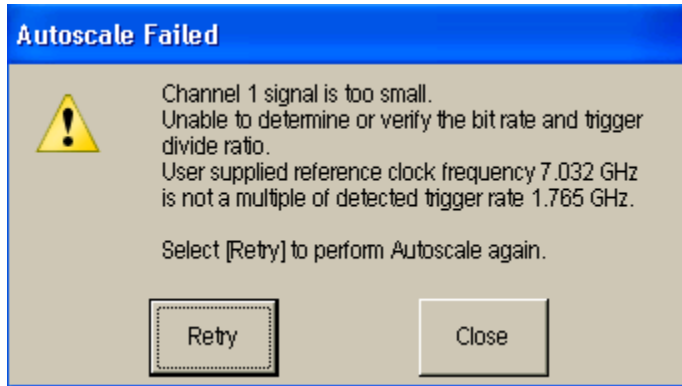 Autoscale Failed
Channel 1 signal is too small.
Unable to determine or verify the bit rate and trigger
divide ratio.
User supplied reference clock frequency 7.032 GHz
is not a multiple of detected trigger rate 1.765 GHz.
Select [Retry] to perform Autoscale again.
Retry
Close